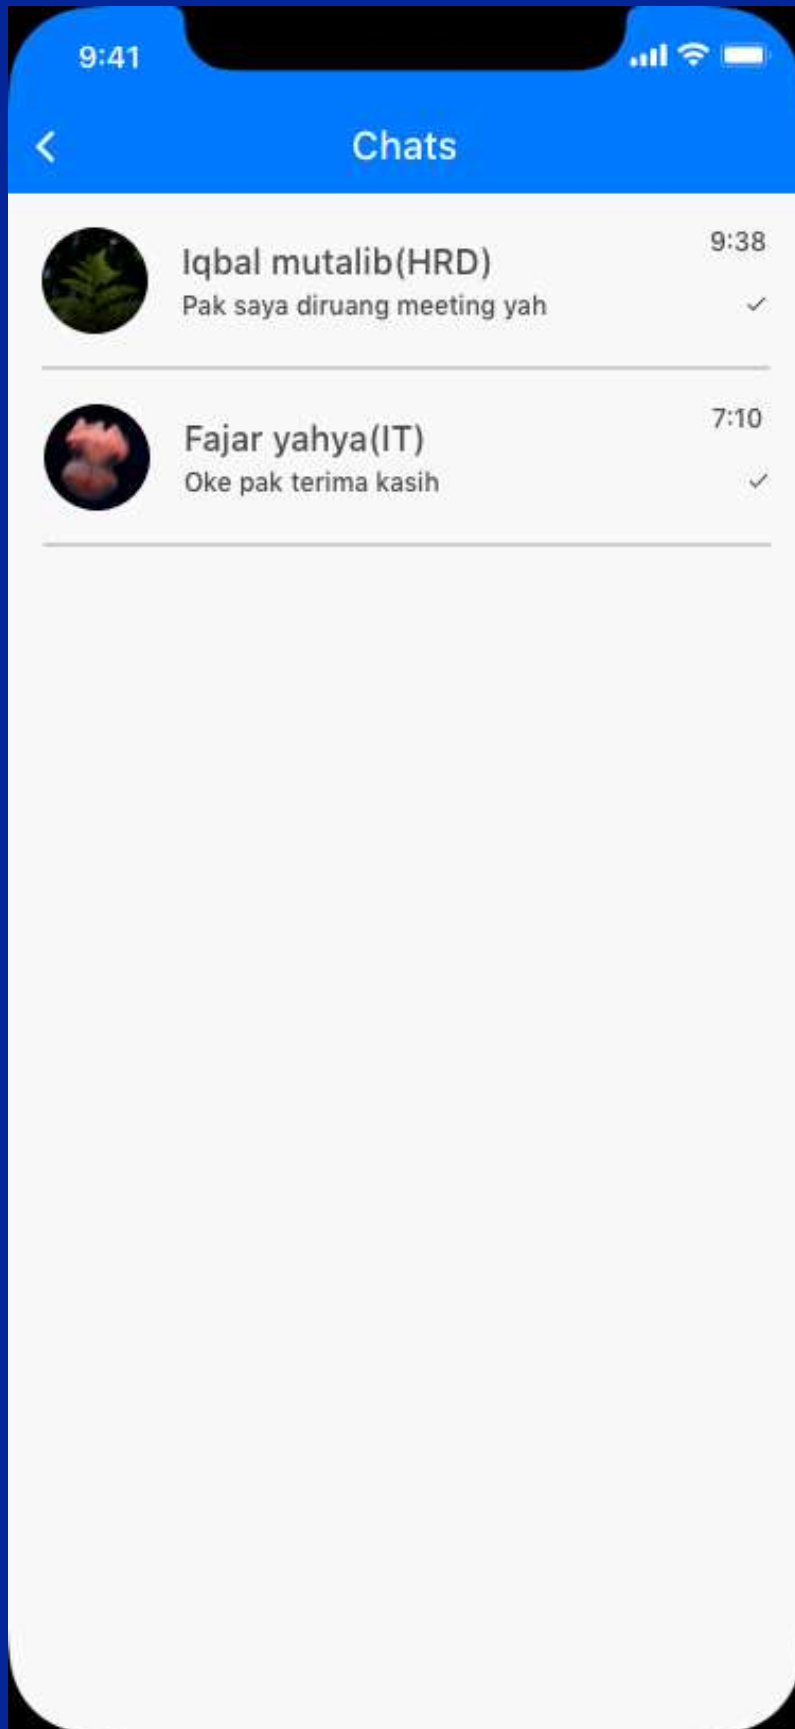 9:41
Chats
Iqbal mutalib(HRD)
9:38
Pak saya diruang meeting yah
Fajar yahya(IT)
7:10
Oke pak terima kasih